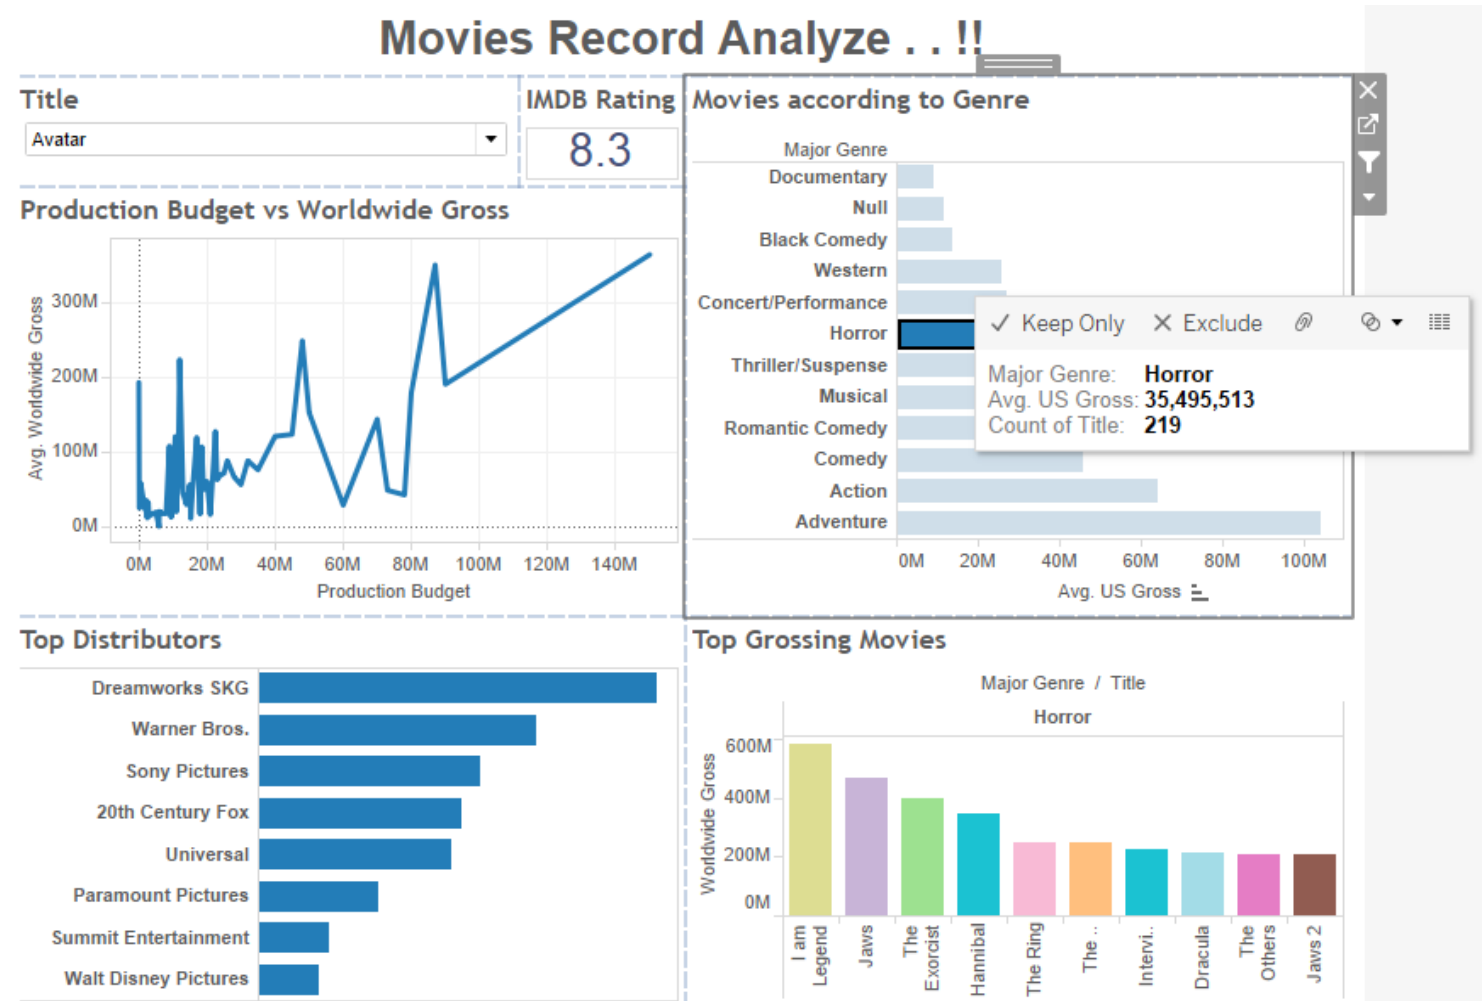 Movies Record Analyze . . !!
Title
Avatar
IMDB Rating
8.3
Production Budget vs Worldwide Gross
Avg. Worldwide Gross
300M
200M
100M
0M
0M 20M 40M 60M 80M 100M 120M 140M
Production Budget
Movies according to Genre
Major Genre
Documentary
Null
Black Comedy
Western
Concert/Performance
Horror
Thriller/Suspense
Musical
Romantic Comedy
Comedy
Action
Adventure
0M 20M 40M 60M 80M 100M
Avg. US Gross
Keep Only Exclude
Major Genre: Horror
Avg. US Gross: 35,495,513
Count of Title: 219
Top Distributors
Dreamworks SKG
Warner Bros.
Sony Pictures
20th Century Fox
Universal
Paramount Pictures
Summit Entertainment
Walt Disney Pictures
Top Grossing Movies
Major Genre / Title
Horror
Worldwide Gross
600M
400M
200M
0M
I am
Legend
Jaws
The
Exorcist
Hannibal
The Ring
The ..
Intervi..
Dracula
The
Others
Jaws 2